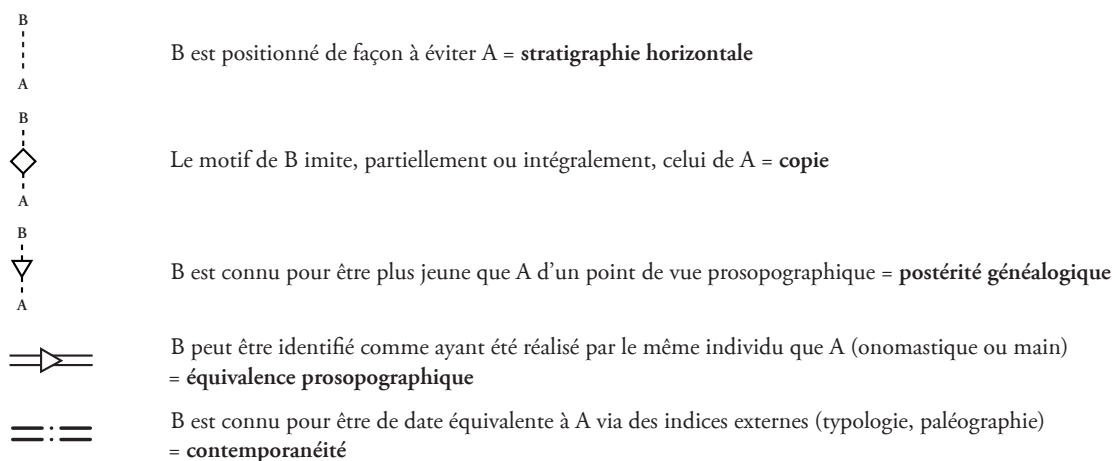 B
B est positionné de façon à éviter A = stratigraphie horizontale
A
B
Le motif de B imite, partiellement ou intégralement, celui de A = copie
A
B
B est connu pour être plus jeune que A d’un point de vue prosopographique = postérité généalogique
A
B peut être identifié comme ayant été réalisé par le même individu que A (onomastique ou main)
= équivalence prosopographique
B est connu pour être de date équivalente à A via des indices externes (typologie, paléographie)
= contemporanéité